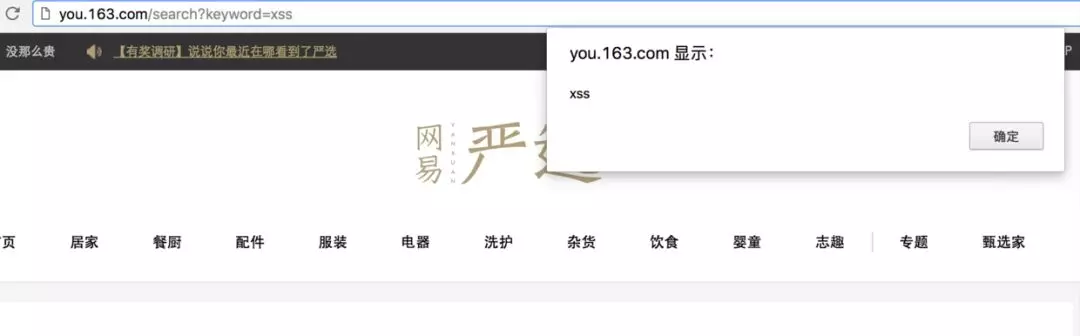 you.163.com/search?keyword=xss
没那么贵
【有奖调研】说说你最近在哪看到了严选
P
you.163.com 显示：
xss
确定
网易
YANXUAN
严选
页 居家 餐厨 配件 服装 电器 洗护 杂货 饮食 婴童 志趣 专题 甄选家